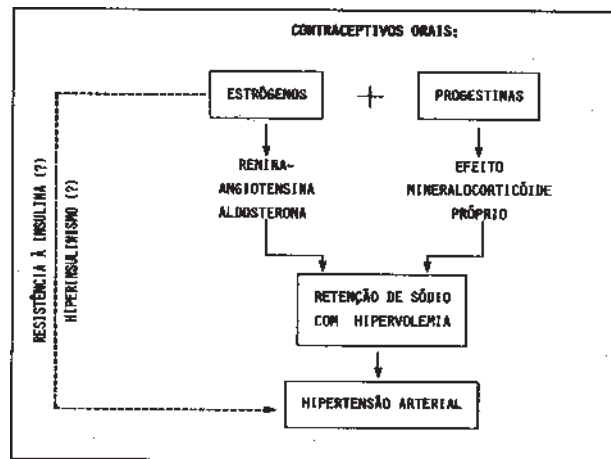 CONTRACEPTIVOS ORAIS:
ESTRÔGENOS + PROGESTINAS
RENINA-
ANGIOTENSINA
ALDOSTERONA
EFEITO
MINERALOCORTICÓIDE
PRÓPRIO
RESISTÊNCIA À INSULINA (?)
HIPERINSULINISMO (?)
RETENÇÃO DE SÓDIO
COM HIPERVOLEMIA
HIPERTENSÃO ARTERIAL